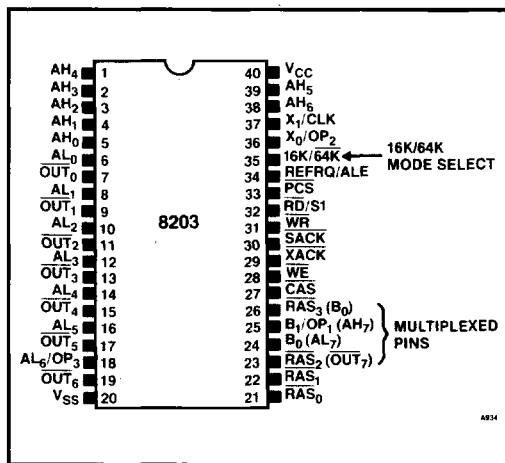 AH4 1
AH3 2
AH2 3
AH1 4
AH0 5
AL0 6
OUT0 7
AL1 8
OUT1 9
AL2 10
OUT2 11
AL3 12
OUT3 13
AL4 14
OUT4 15
AL5 16
OUT5 17
AL6/OP3 18
OUT6 19
VSS 20
8203
40 VCC
39 AH5
38 AH6
37 X1/CLK
36 X0/OP2
35 16K/64K
34 REFRQ/ALE
33 PCS
32 RD/S1
31 WR
30 SACK
29 XACK
28 WE
27 CAS
26 RAS3 (B0)
25 B1/OP1 (AH7)
24 B0 (AL7)
23 RAS2 (OUT7)
22 RAS1
21 RAS0
16K/64K
MODE SELECT
MULTIPLEXED
PINS
A934